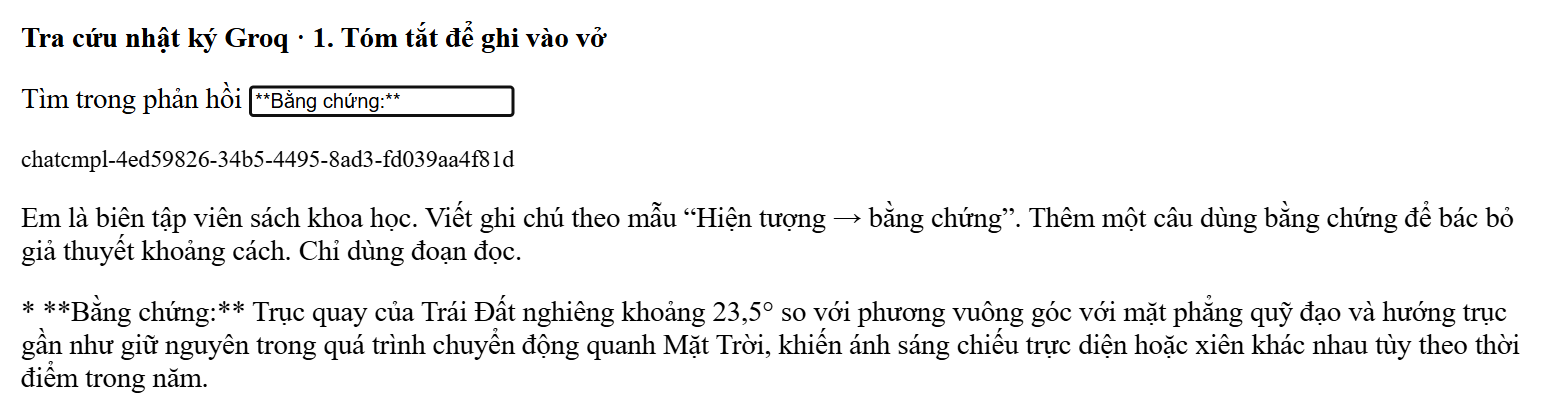 Tra cứu nhật ký Groq · 1. Tóm tắt để ghi vào vở
Tìm trong phản hồi **Bằng chứng:**
chatcmpl-4ed59826-34b5-4495-8ad3-fd039aa4f81d
Em là biên tập viên sách khoa học. Viết ghi chú theo mẫu “Hiện tượng → bằng chứng”. Thêm một câu dùng bằng chứng để bác bỏ
giả thuyết khoảng cách. Chỉ dùng đoạn đọc.
* **Bằng chứng:** Trục quay của Trái Đất nghiêng khoảng 23,5° so với phương vuông góc với mặt phẳng quỹ đạo và hướng trục
gần như giữ nguyên trong quá trình chuyển động quanh Mặt Trời, khiến ánh sáng chiếu trực diện hoặc xiên khác nhau tùy theo thời
điểm trong năm.